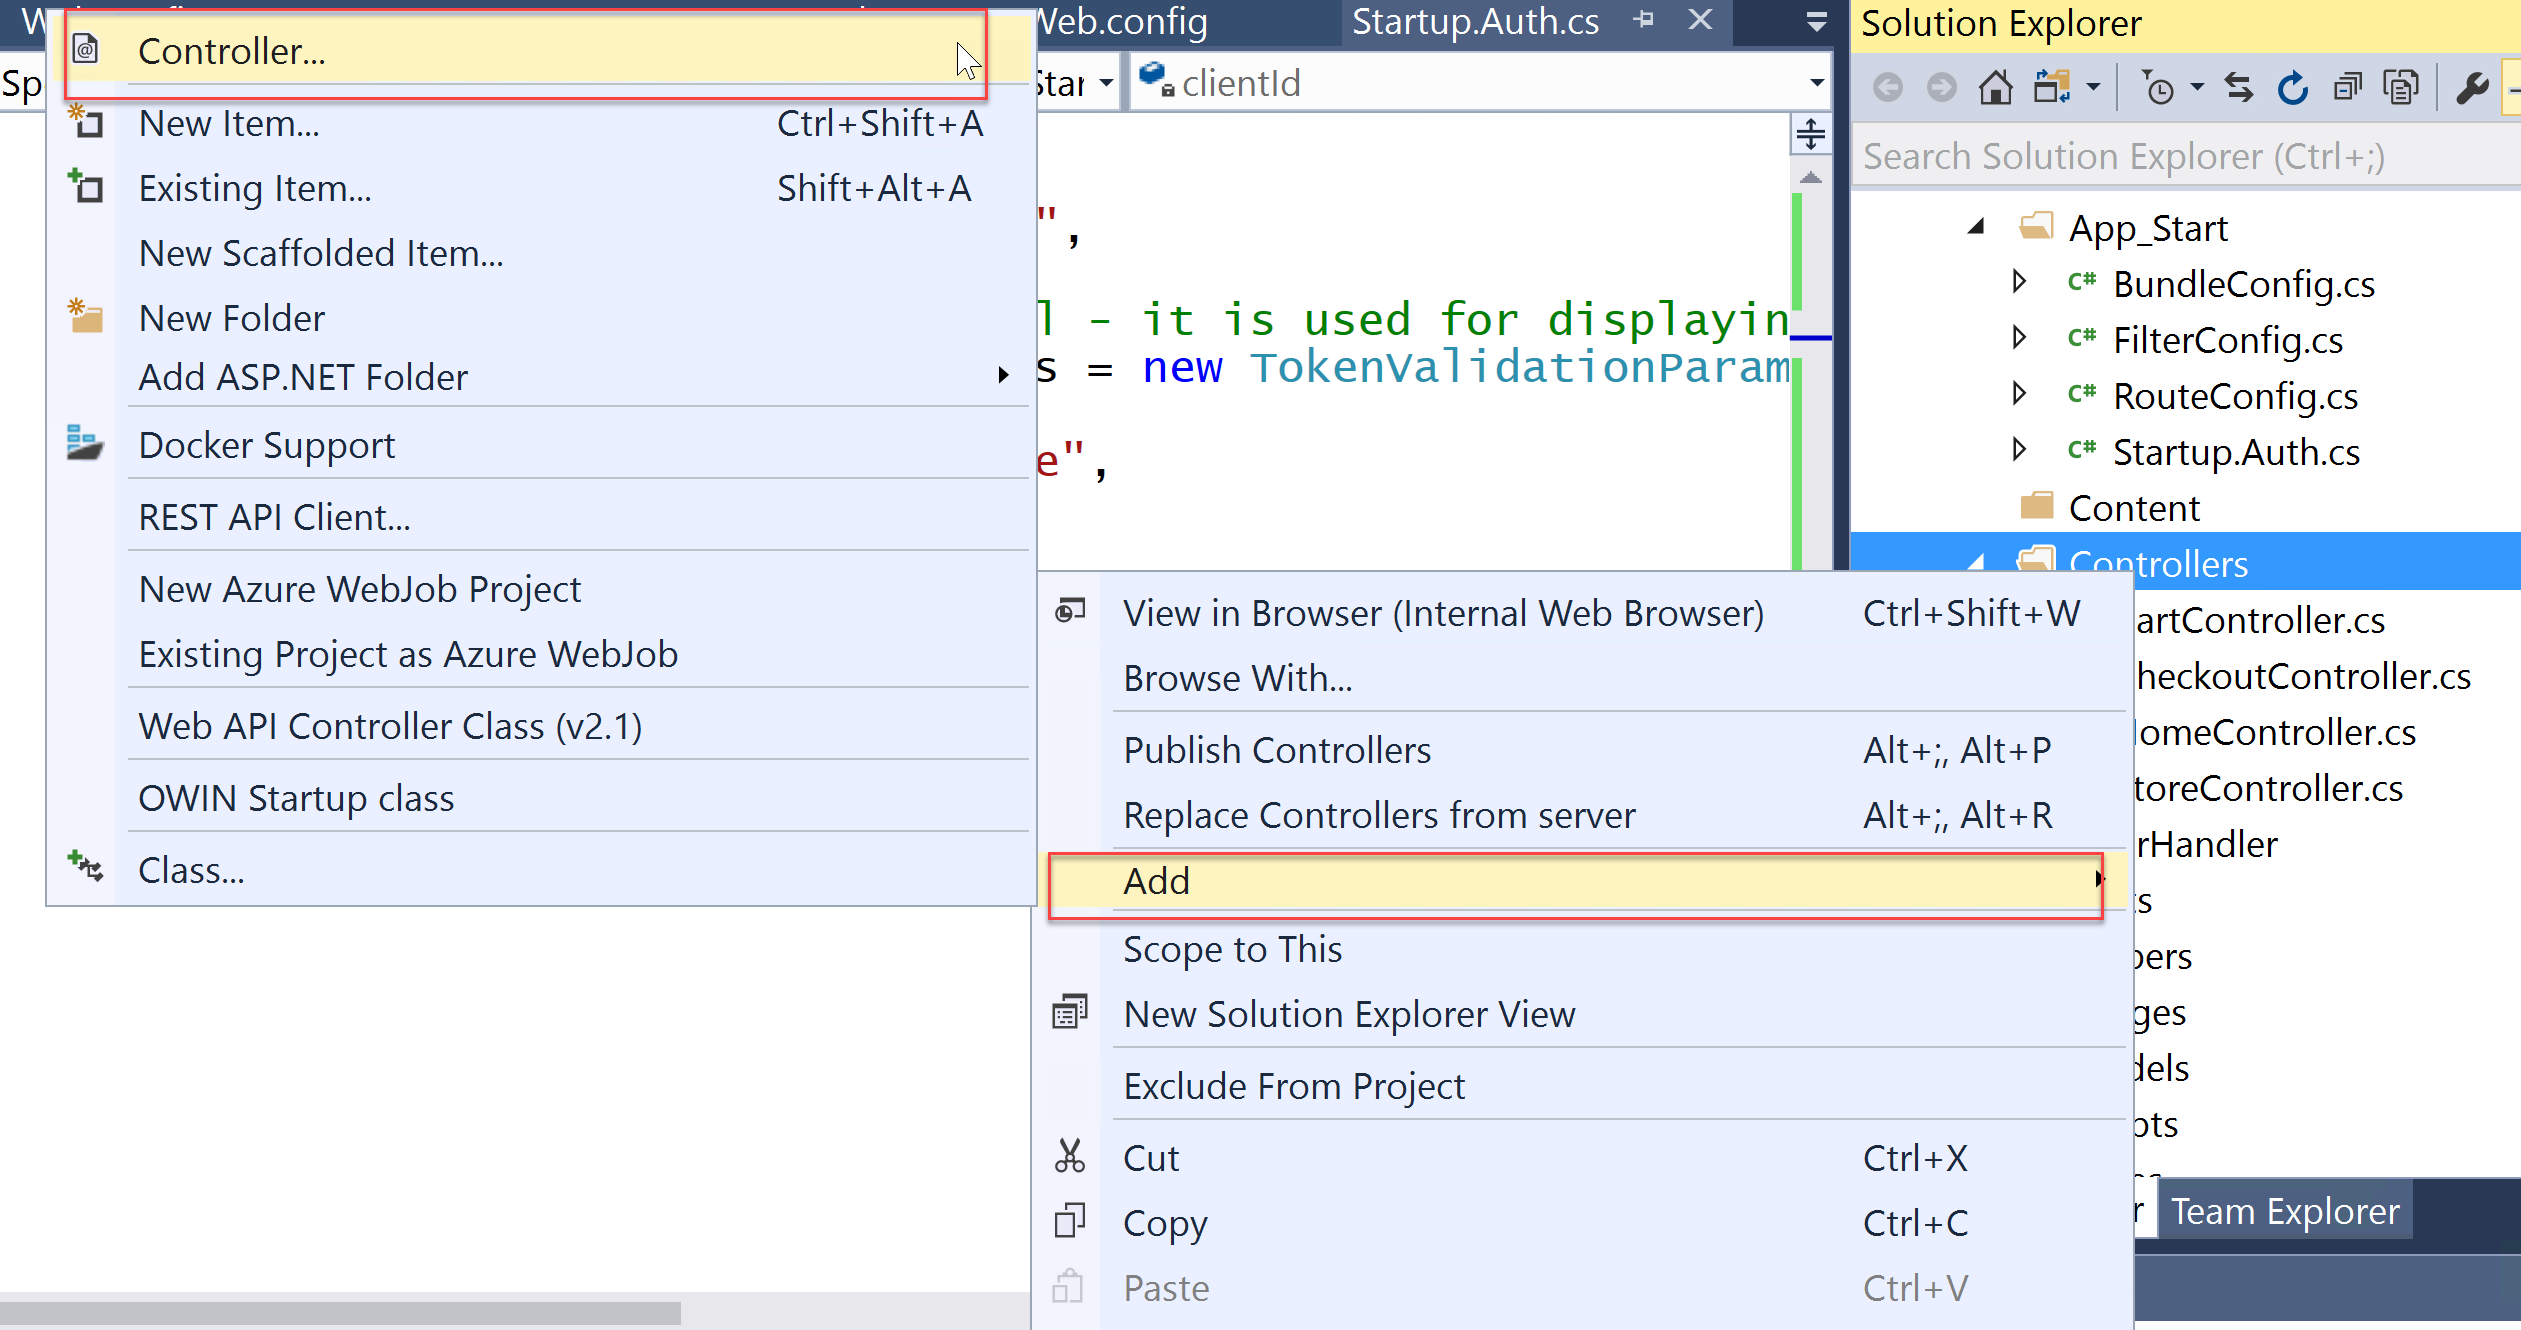 Controller...
New Item... Ctrl+Shift+A
Existing Item... Shift+Alt+A
New Scaffolded Item...
New Folder
Add ASP.NET Folder
Docker Support
REST API Client...
New Azure WebJob Project
Existing Project as Azure WebJob
Web API Controller Class (v2.1)
OWIN Startup class
Class...
Web.config Startup.Auth.cs
clientId
",
- it is used for displayin
s = new TokenValidationParam
e",
View in Browser (Internal Web Browser) Ctrl+Shift+W
Browse With...
Publish Controllers Alt+;, Alt+P
Replace Controllers from server Alt+;, Alt+R
Add
Scope to This
New Solution Explorer View
Exclude From Project
Cut Ctrl+X
Copy Ctrl+C
Paste Ctrl+V
Solution Explorer
Search Solution Explorer (Ctrl+;)
App_Start
C# BundleConfig.cs
C# FilterConfig.cs
C# RouteConfig.cs
C# Startup.Auth.cs
Content
Controllers
artController.cs
heckoutController.cs
omeController.cs
toreController.cs
rHandler
s
pers
ges
dels
pts
r Team Explorer